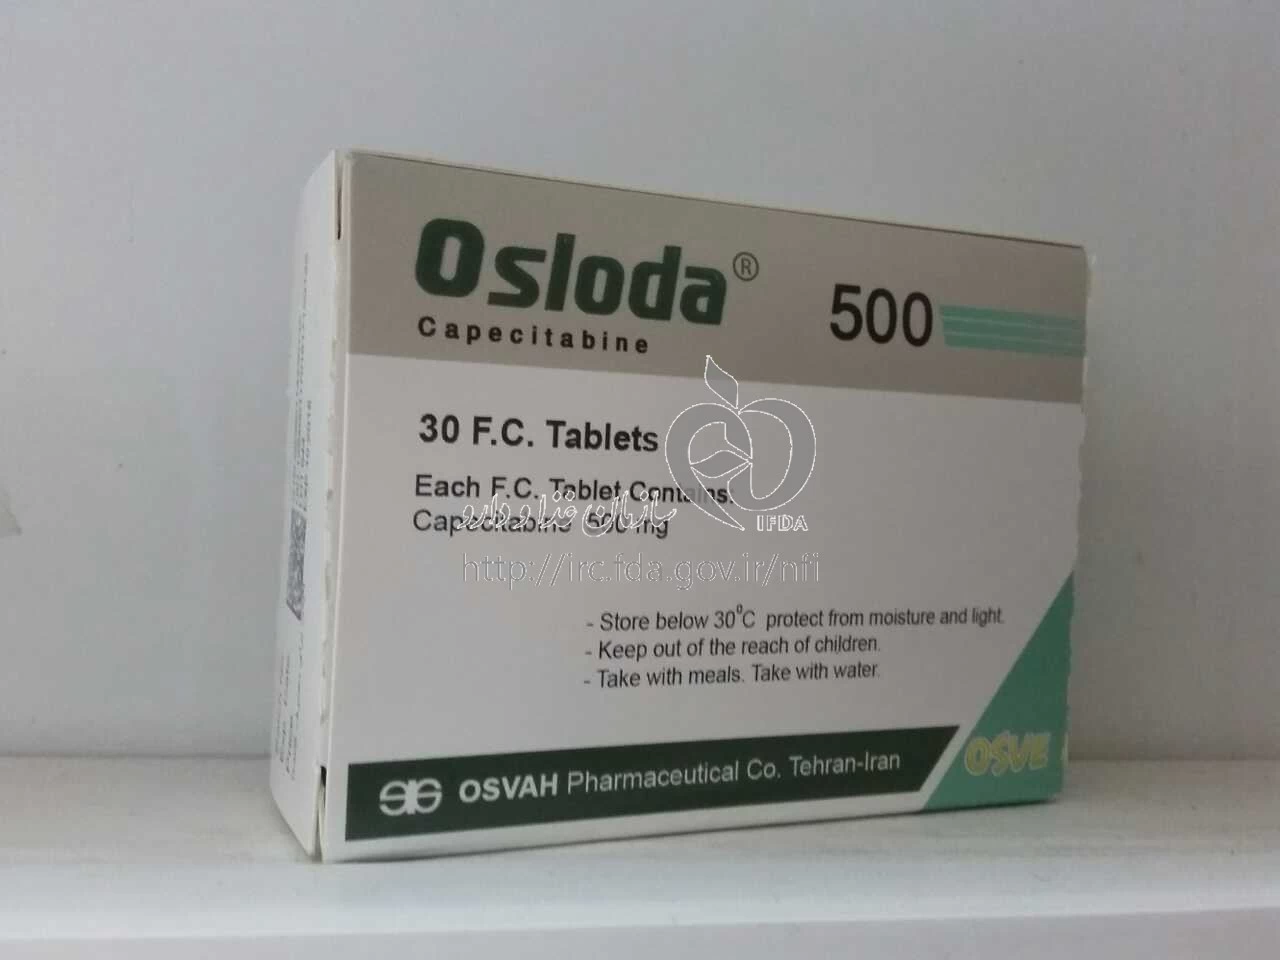 Osloda®
Capecitabine
500
30 F.C. Tablets
Each F.C. Tablet Contains:
Capecitabine 500 mg
سازمان غذا و دارو
IFDA
http://irc.fda.gov.ir/nfi
- Store below 30⁰C protect from moisture and light.
- Keep out of the reach of children.
- Take with meals. Take with water.
OSVAH Pharmaceutical Co. Tehran-Iran
OSVE